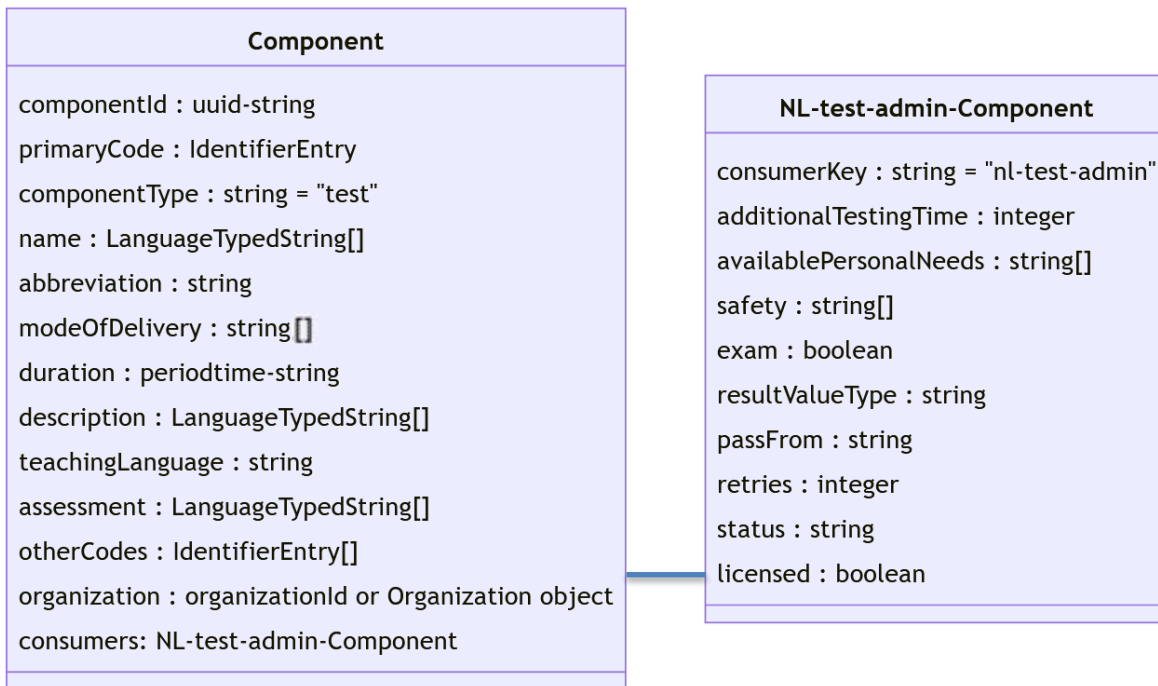 Component
componentId : uuid-string
primaryCode : IdentifierEntry
componentType : string = "test"
name : LanguageTypedString[]
abbreviation : string
modeOfDelivery : string[]
duration : periodtime-string
description : LanguageTypedString[]
teachingLanguage : string
assessment : LanguageTypedString[]
otherCodes : IdentifierEntry[]
organization : organizationId or Organization object
consumers: NL-test-admin-Component
NL-test-admin-Component
consumerKey : string = "nl-test-admin"
additionalTestingTime : integer
availablePersonalNeeds : string[]
safety : string[]
exam : boolean
resultValueType : string
passFrom : string
retries : integer
status : string
licensed : boolean